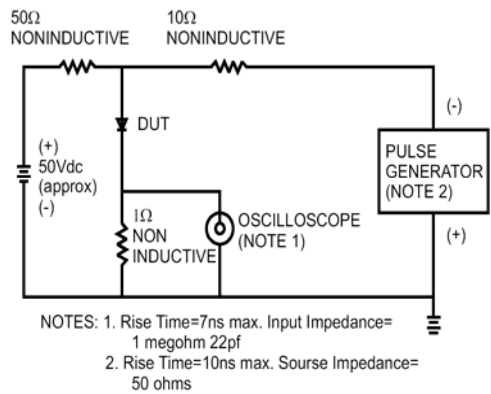 50Ω
NONINDUCTIVE
10Ω
NONINDUCTIVE
DUT
(+)
50Vdc
(approx)
(-)
1Ω
NON
INDUCTIVE
OSCILLOSCOPE
(NOTE 1)
(-)
PULSE
GENERATOR
(NOTE 2)
(+)
NOTES: 1. Rise Time=7ns max. Input Impedance=
1 megohm 22pf
2. Rise Time=10ns max. Sourse Impedance=
50 ohms